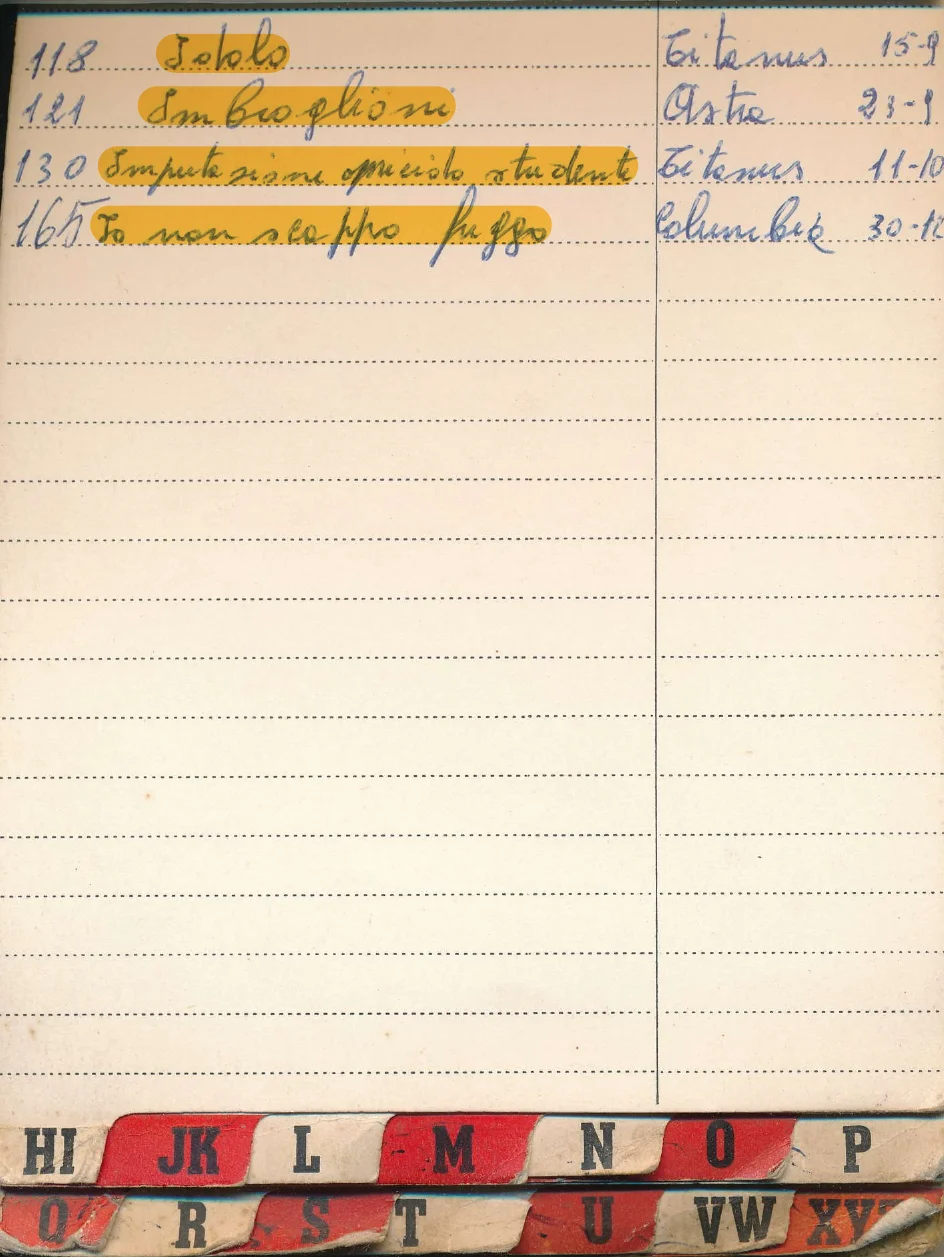 118 Idolo Titanus 15-9
121 Imbroglioni Astra 23-9
130 Imputazione omicidio studente Titanus 11-10
165 Io non scappo fuggo Columbia 30-12
HI JK L M N O P
Q R S T U VW